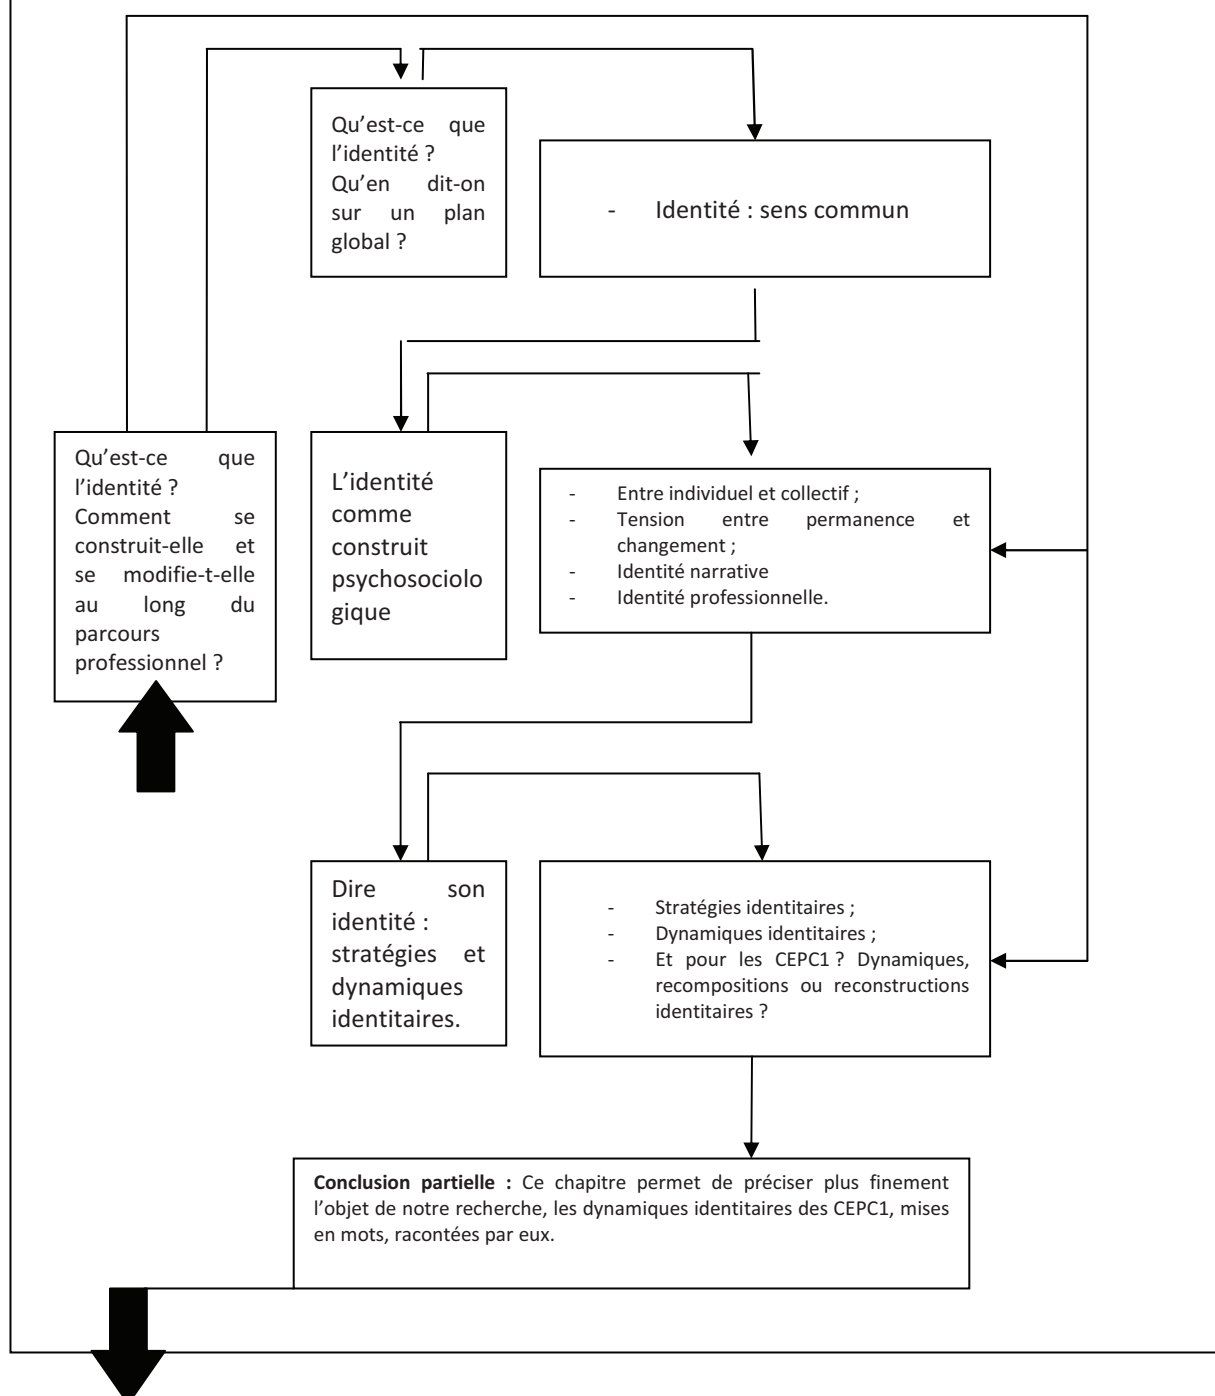 Qu’est-ce que
l’identité ?
Qu’en dit-on
sur un plan
global ?
- Identité : sens commun
Qu’est-ce que
l’identité ?
Comment se
construit-elle et
se modifie-t-elle
au long du
parcours
professionnel ?
L’identité
comme
construit
psychosociolo
gique
- Entre individuel et collectif ;
- Tension entre permanence et
changement ;
- Identité narrative
- Identité professionnelle.
Dire son
identité :
stratégies et
dynamiques
identitaires.
- Stratégies identitaires ;
- Dynamiques identitaires ;
- Et pour les CEPC1 ? Dynamiques,
recompositions ou reconstructions
identitaires ?
Conclusion partielle : Ce chapitre permet de préciser plus finement
l’objet de notre recherche, les dynamiques identitaires des CEPC1, mises
en mots, racontées par eux.